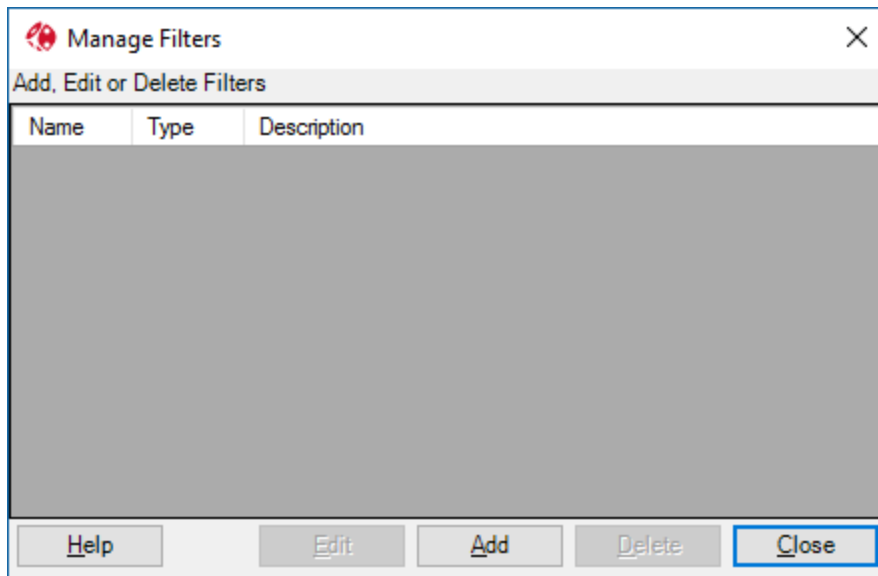 Manage Filters
Add, Edit or Delete Filters
Name Type Description
Help Edit Add Delete Close